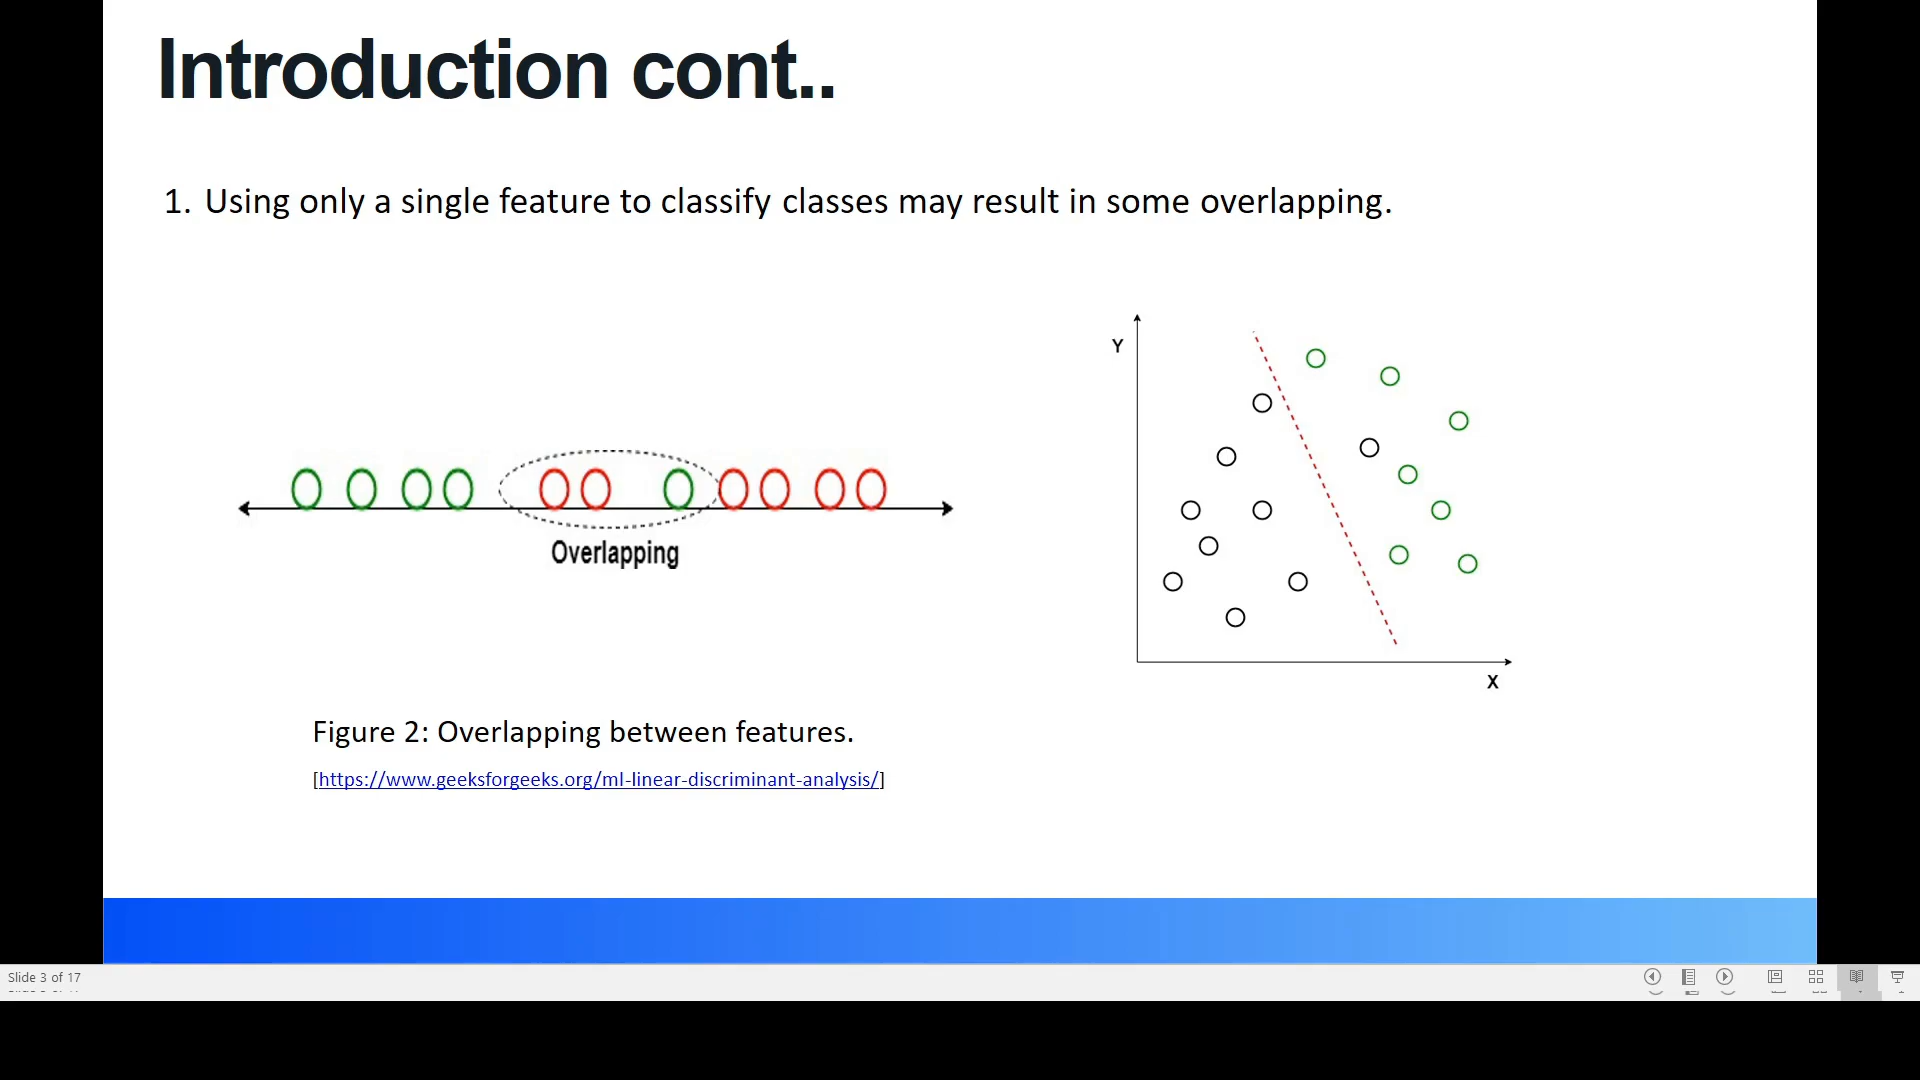 Introduction cont..
1. Using only a single feature to classify classes may result in some overlapping.
Y
Overlapping
X
Figure 2: Overlapping between features.
[https://www.geeksforgeeks.org/ml-linear-discriminant-analysis/]
Slide 3 of 17